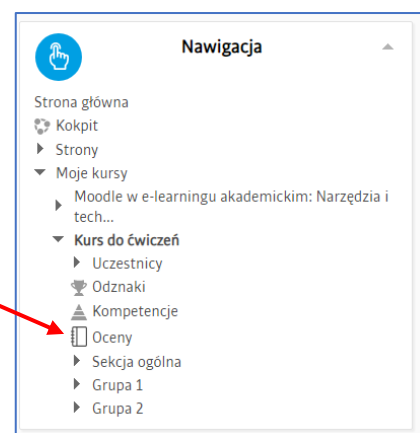 Nawigacja
Strona główna
Kokpit
Strony
Moje kursy
Moodle w e-learningu akademickim: Narzędzia i
tech...
Kurs do ćwiczeń
Uczestnicy
Odznaki
Kompetencje
Oceny
Sekcja ogólna
Grupa 1
Grupa 2